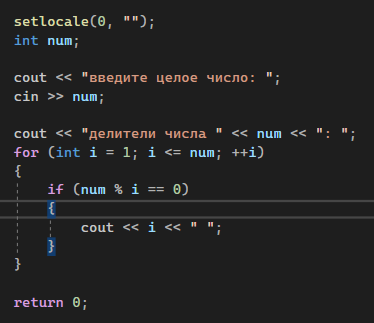 setlocale(0, "");
int num;
cout << "введите целое число: ";
cin >> num;
cout << "делители числа " << num << ": ";
for (int i = 1; i <= num; ++i)
{
if (num % i == 0)
{
cout << i << " ";
}
}
return 0;